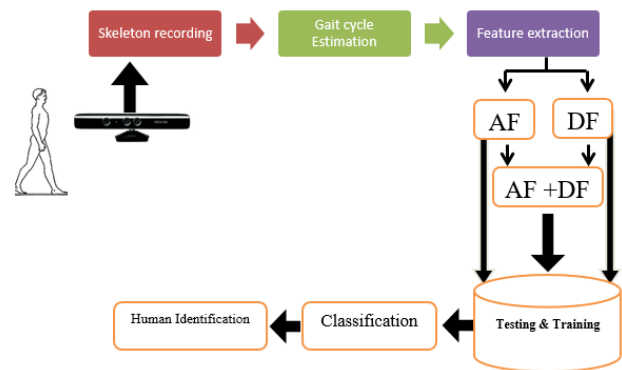 Skeleton recording
Gait cycle
Estimation
Feature extraction
AF
DF
AF +DF
Testing & Training
Classification
Human Identification